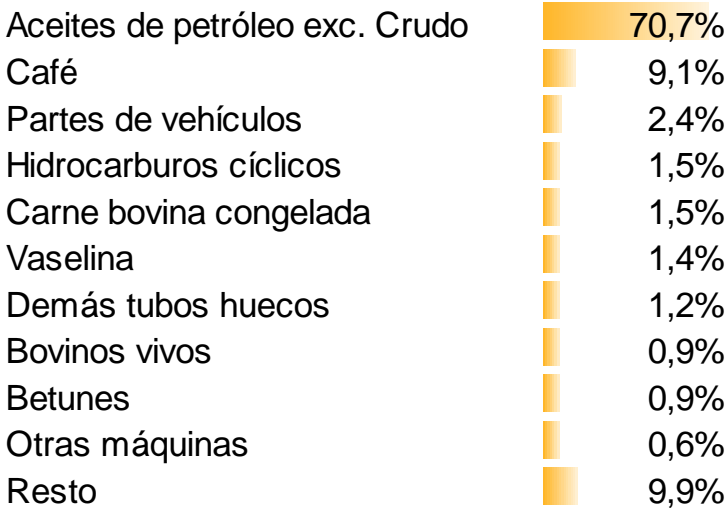 Aceites de petróleo exc. Crudo 70,7%
Café 9,1%
Partes de vehículos 2,4%
Hidrocarburos cíclicos 1,5%
Carne bovina congelada 1,5%
Vaselina 1,4%
Demás tubos huecos 1,2%
Bovinos vivos 0,9%
Betunes 0,9%
Otras máquinas 0,6%
Resto 9,9%